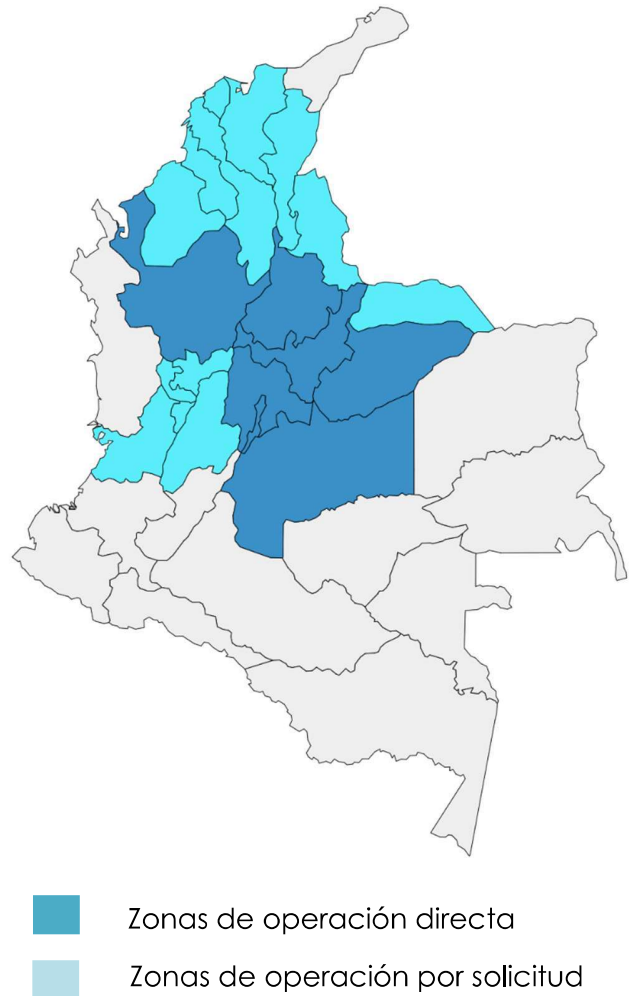 Zonas de operación directa
Zonas de operación por solicitud